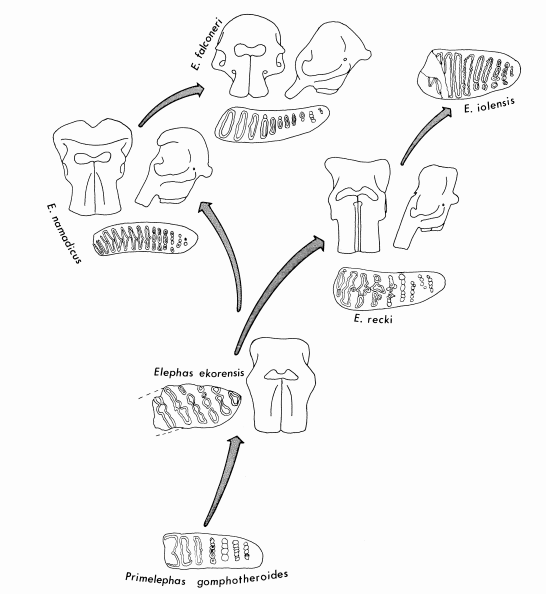 E. falconeri
E. iolensis
E. namadicus
E. recki
Elephas ekorensis
Primelephas gomphotheroides